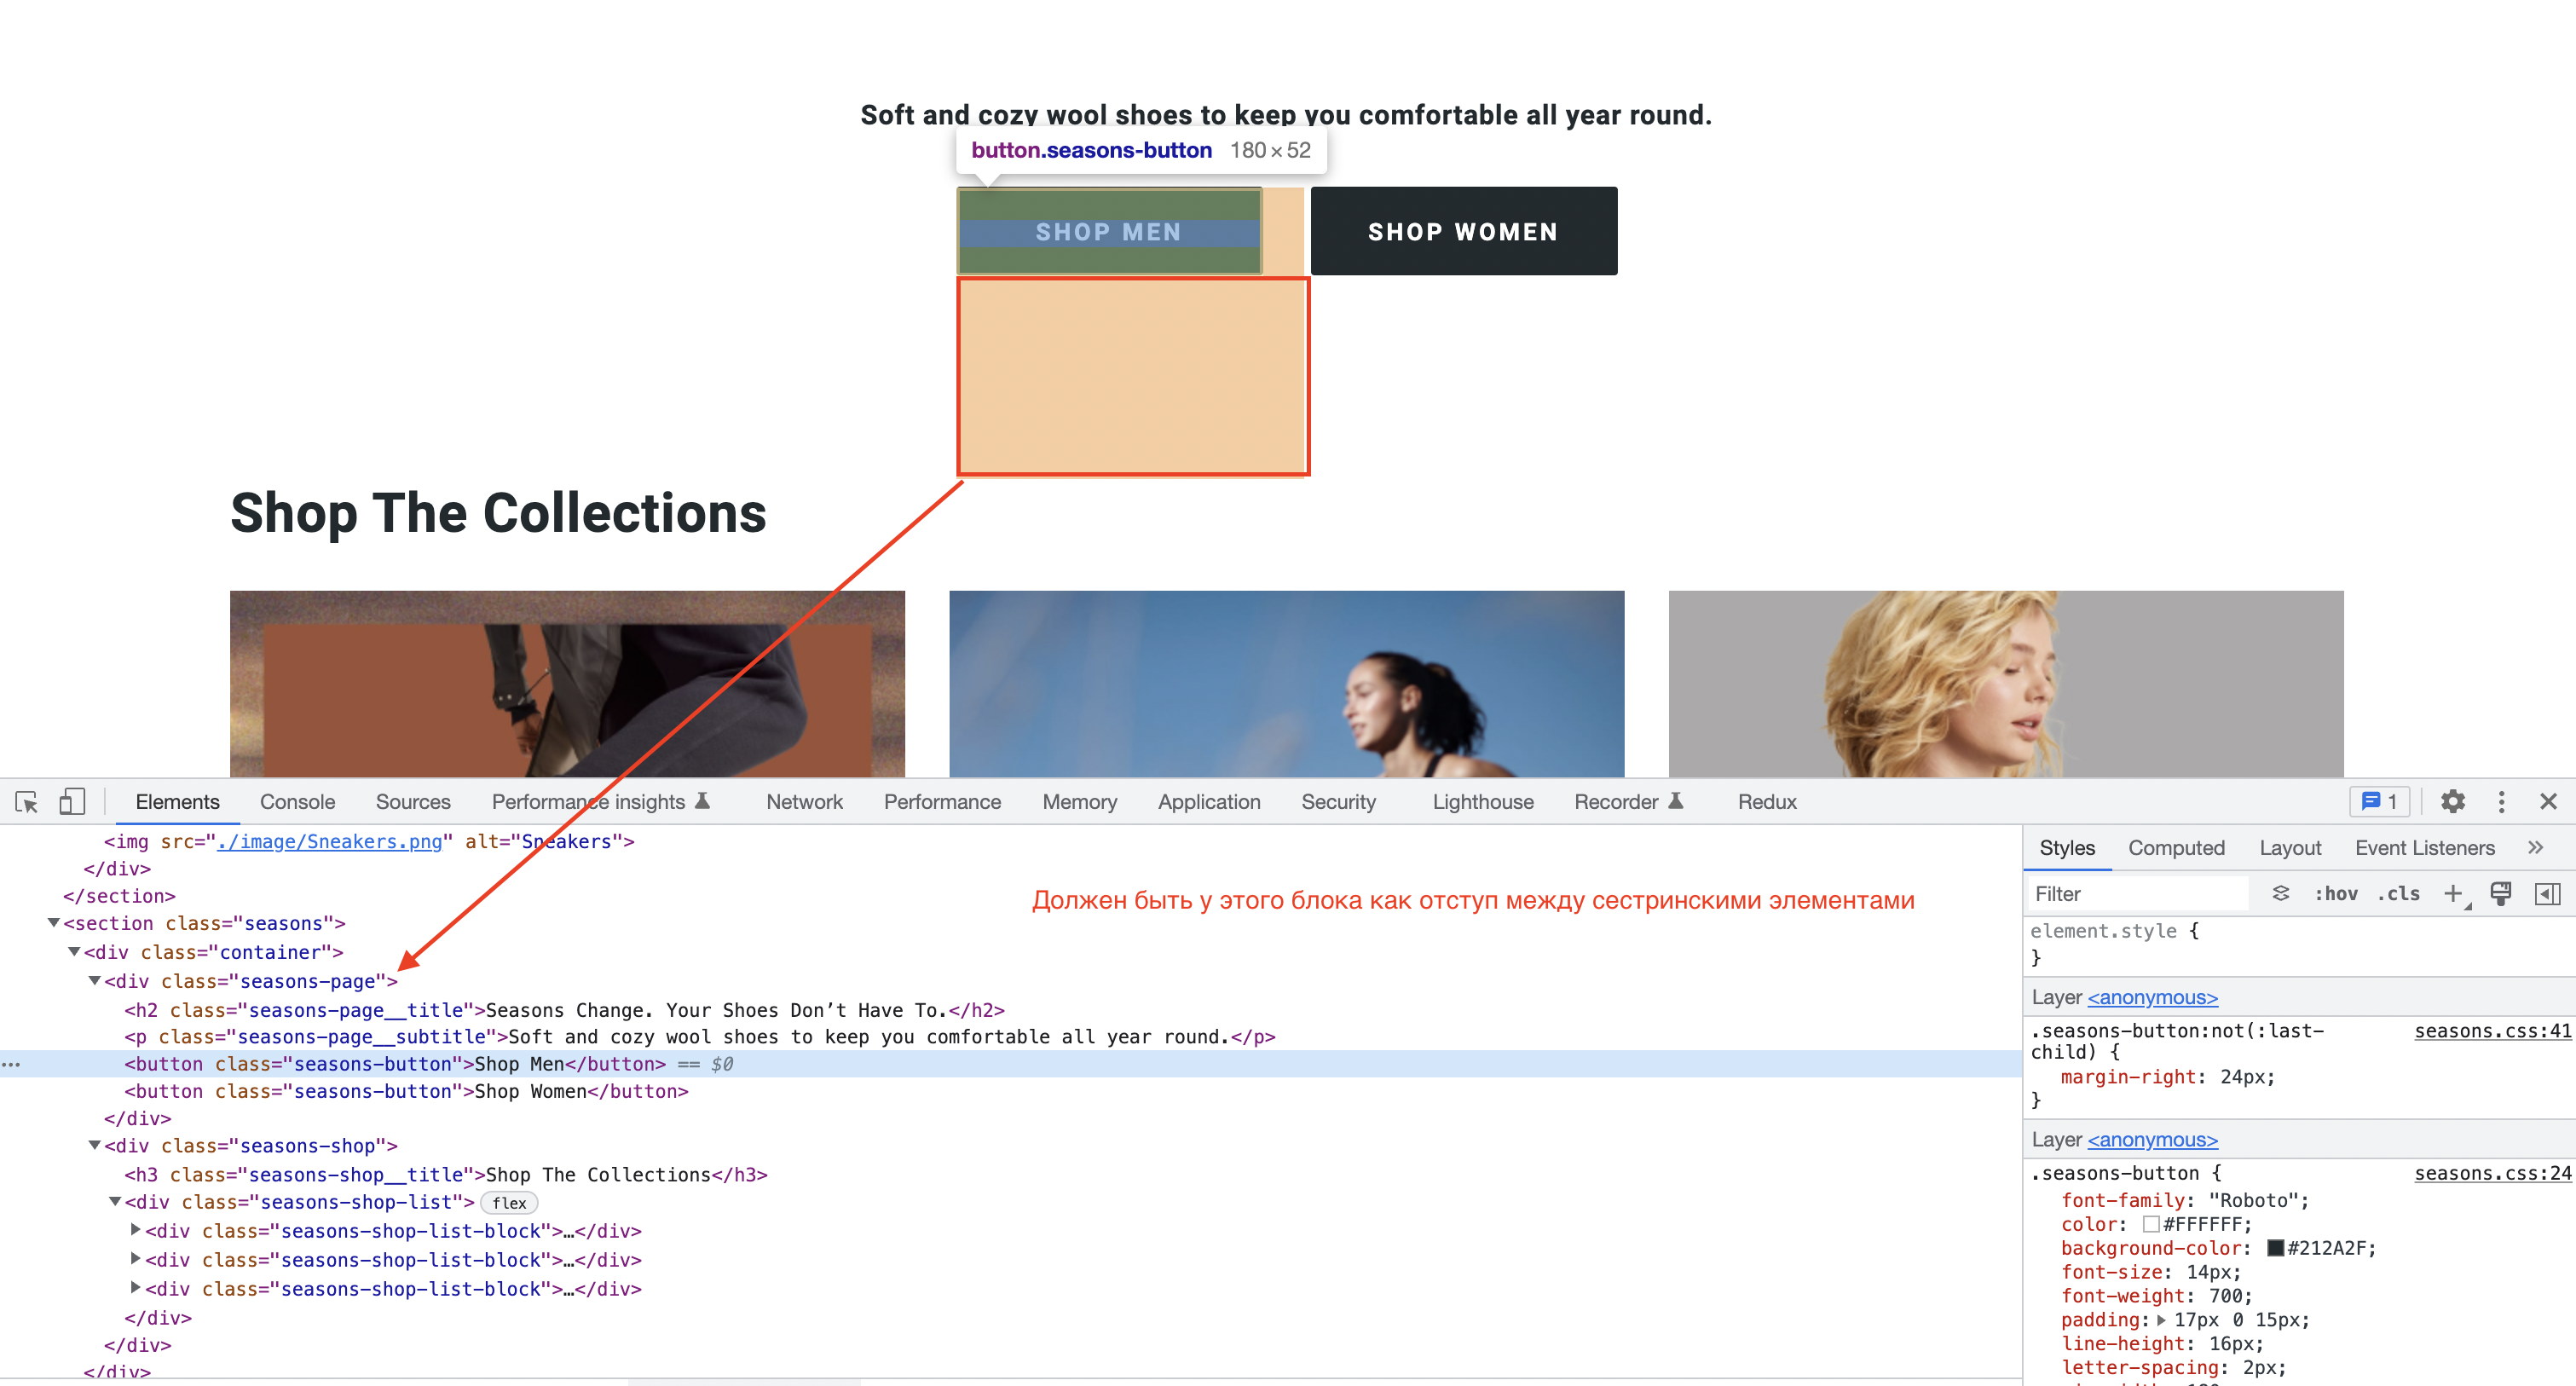 Soft and cozy wool shoes to keep you comfortable all year round.
button.seasons-button 180 × 52
SHOP MEN
SHOP WOMEN
Shop The Collections
Elements Console Sources Performance insights Network Performance Memory Application Security Lighthouse Recorder Redux 1
<img src="./image/Sneakers.png" alt="Sneakers">
</div>
</section>
<section class="seasons">
<div class="container">
<div class="seasons-page">
<h2 class="seasons-page__title">Seasons Change. Your Shoes Don’t Have To.</h2>
<p class="seasons-page__subtitle">Soft and cozy wool shoes to keep you comfortable all year round.</p>
<button class="seasons-button">Shop Men</button> == $0
<button class="seasons-button">Shop Women</button>
</div>
<div class="seasons-shop">
<h3 class="seasons-shop__title">Shop The Collections</h3>
<div class="seasons-shop-list"> flex
<div class="seasons-shop-list-block">…</div>
<div class="seasons-shop-list-block">…</div>
<div class="seasons-shop-list-block">…</div>
</div>
</div>
</div>
Должен быть у этого блока как отступ между сестринскими элементами
Styles Computed Layout Event Listeners »
Filter :hov .cls +
element.style {
}
Layer <anonymous>
.seasons-button:not(:last- seasons.css:41
child) {
margin-right: 24px;
}
Layer <anonymous>
.seasons-button { seasons.css:24
font-family: "Roboto";
color: #FFFFFF;
background-color: #212A2F;
font-size: 14px;
font-weight: 700;
padding: 17px 0 15px;
line-height: 16px;
letter-spacing: 2px;